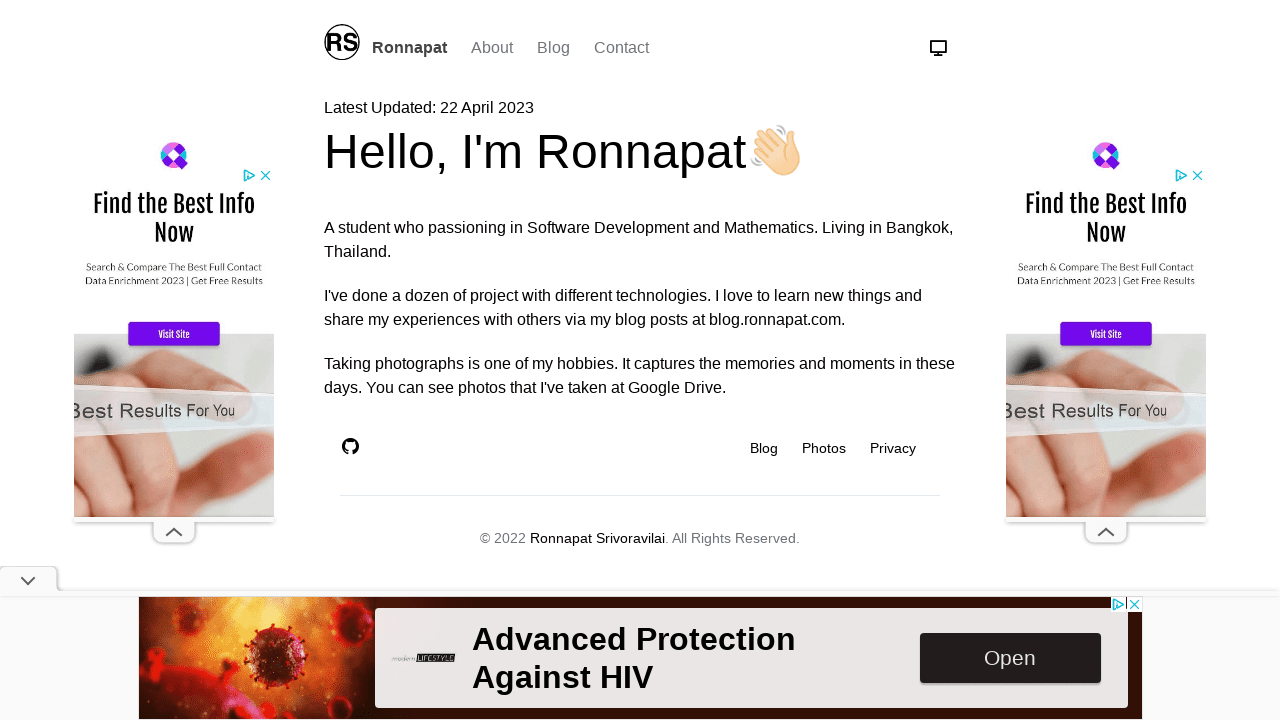 RS
Ronnapat About Blog Contact
Latest Updated: 22 April 2023
Hello, I'm Ronnapat👋🏻
A student who passioning in Software Development and Mathematics. Living in Bangkok,
Thailand.
I've done a dozen of project with different technologies. I love to learn new things and
share my experiences with others via my blog posts at blog.ronnapat.com.
Taking photographs is one of my hobbies. It captures the memories and moments in these
days. You can see photos that I've taken at Google Drive.
Blog Photos Privacy
© 2022 Ronnapat Srivoravilai. All Rights Reserved.
Find the Best Info
Now
Search & Compare The Best Full Contact
Data Enrichment 2023 | Get Free Results
Visit Site
Best Results For You
Find the Best Info
Now
Search & Compare The Best Full Contact
Data Enrichment 2023 | Get Free Results
Visit Site
Best Results For You
modern LIFESTYLE
Advanced Protection
Against HIV
Open